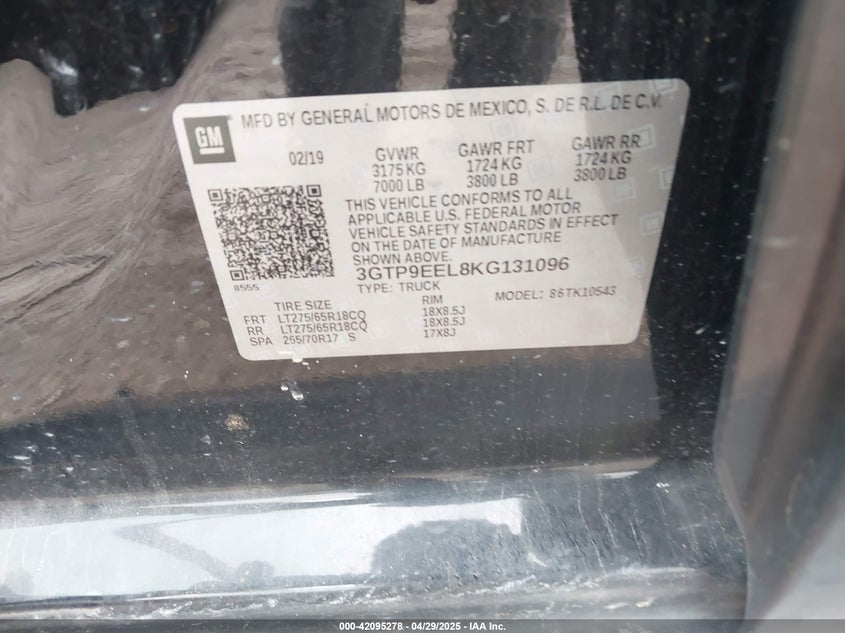 GM
MFD BY GENERAL MOTORS DE MEXICO, S. DE R.L. DE C.V.
02/19 GVWR GAWR FRT GAWR RR
3175 KG 1724 KG 1724 KG
7000 LB 3800 LB 3800 LB
THIS VEHICLE CONFORMS TO ALL
APPLICABLE U.S. FEDERAL MOTOR
VEHICLE SAFETY STANDARDS IN EFFECT
ON THE DATE OF MANUFACTURE
SHOWN ABOVE.
8555
3GTP9EEL8KG131096
TYPE: TRUCK MODEL: 86TK10543
TIRE SIZE RIM
FRT LT275/65R18CQ 18X8.5J
RR LT275/65R18CQ 18X8.5J
SPA 265/70R17 S 17X8J
000-42095278 - 04/29/2025 - IAA Inc.